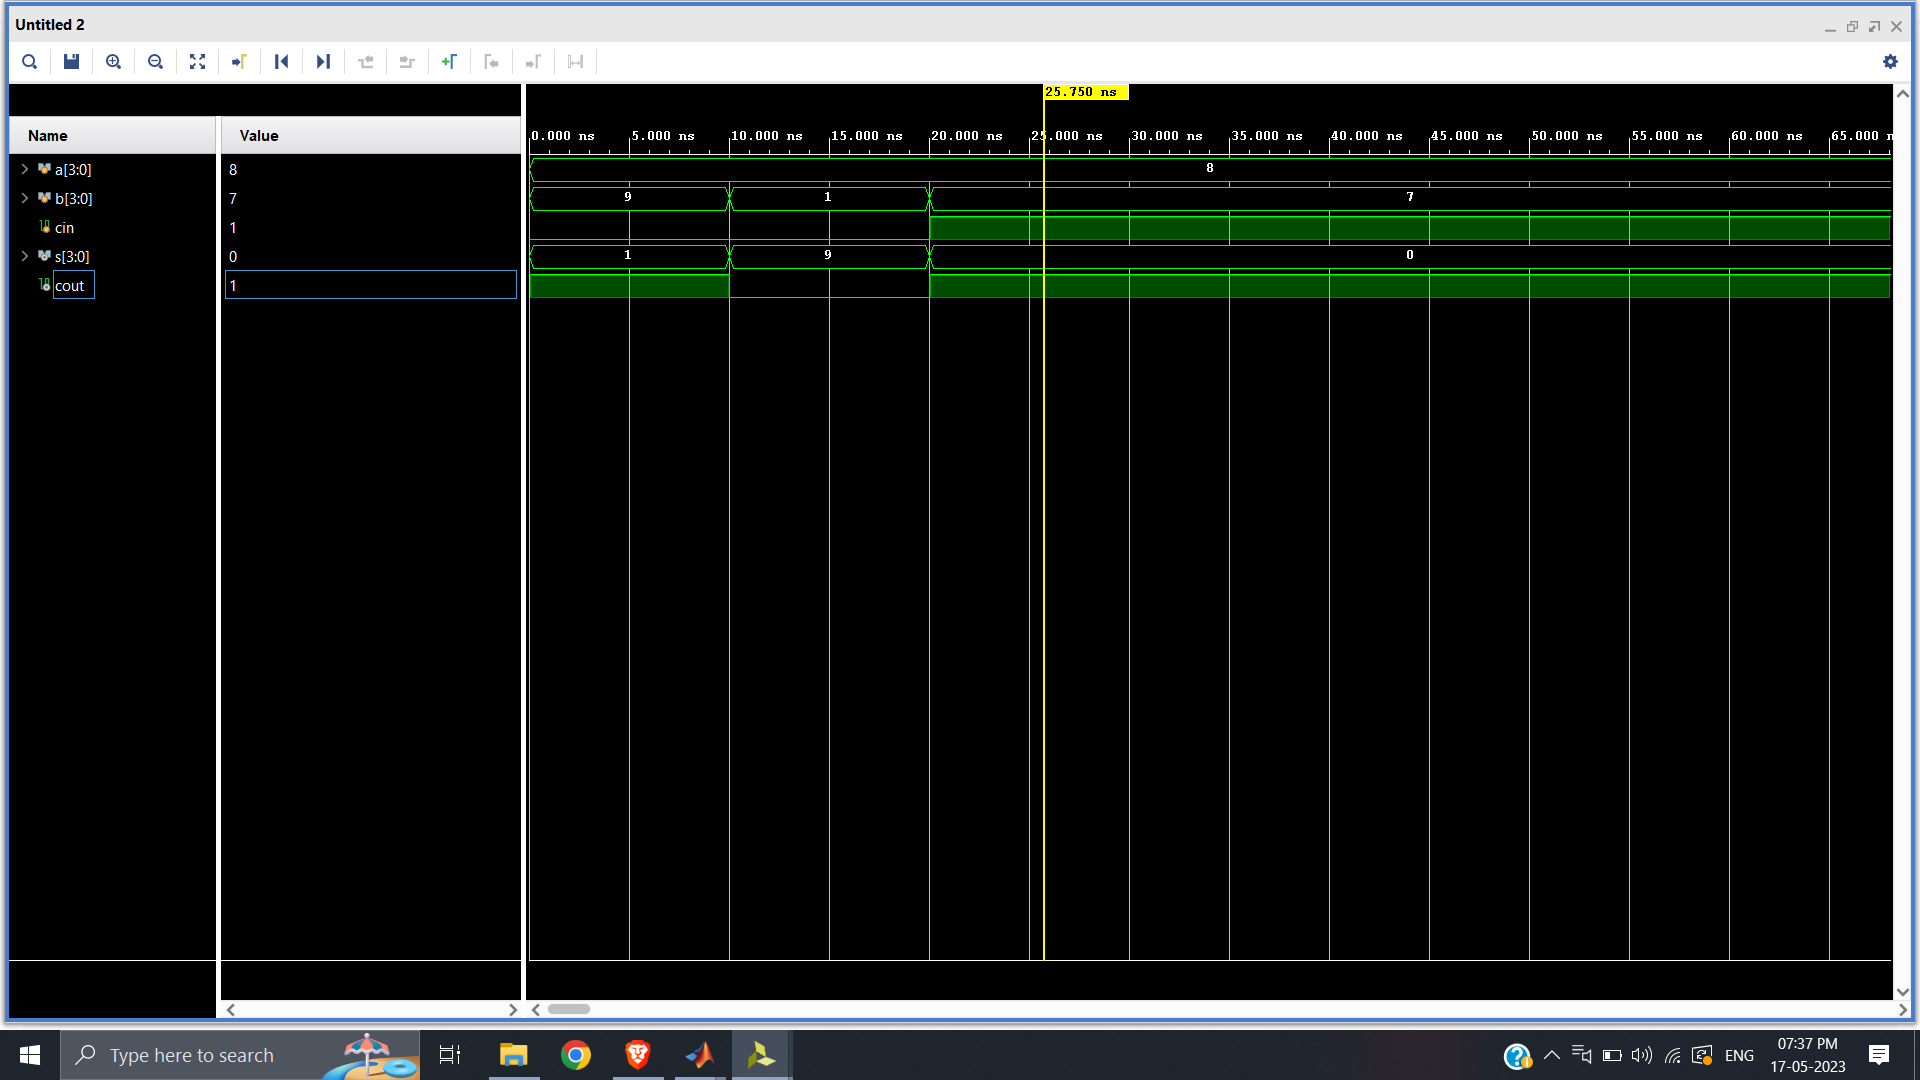 Untitled 2
25.750 ns
Name Value
0.000 ns 5.000 ns 10.000 ns 15.000 ns 20.000 ns 25.000 ns 30.000 ns 35.000 ns 40.000 ns 45.000 ns 50.000 ns 55.000 ns 60.000 ns 65.000 n
a[3:0] 8 8
b[3:0] 7 9 1 7
cin 1
s[3:0] 0 1 9 0
cout 1
Type here to search
ENG
07:37 PM
17-05-2023